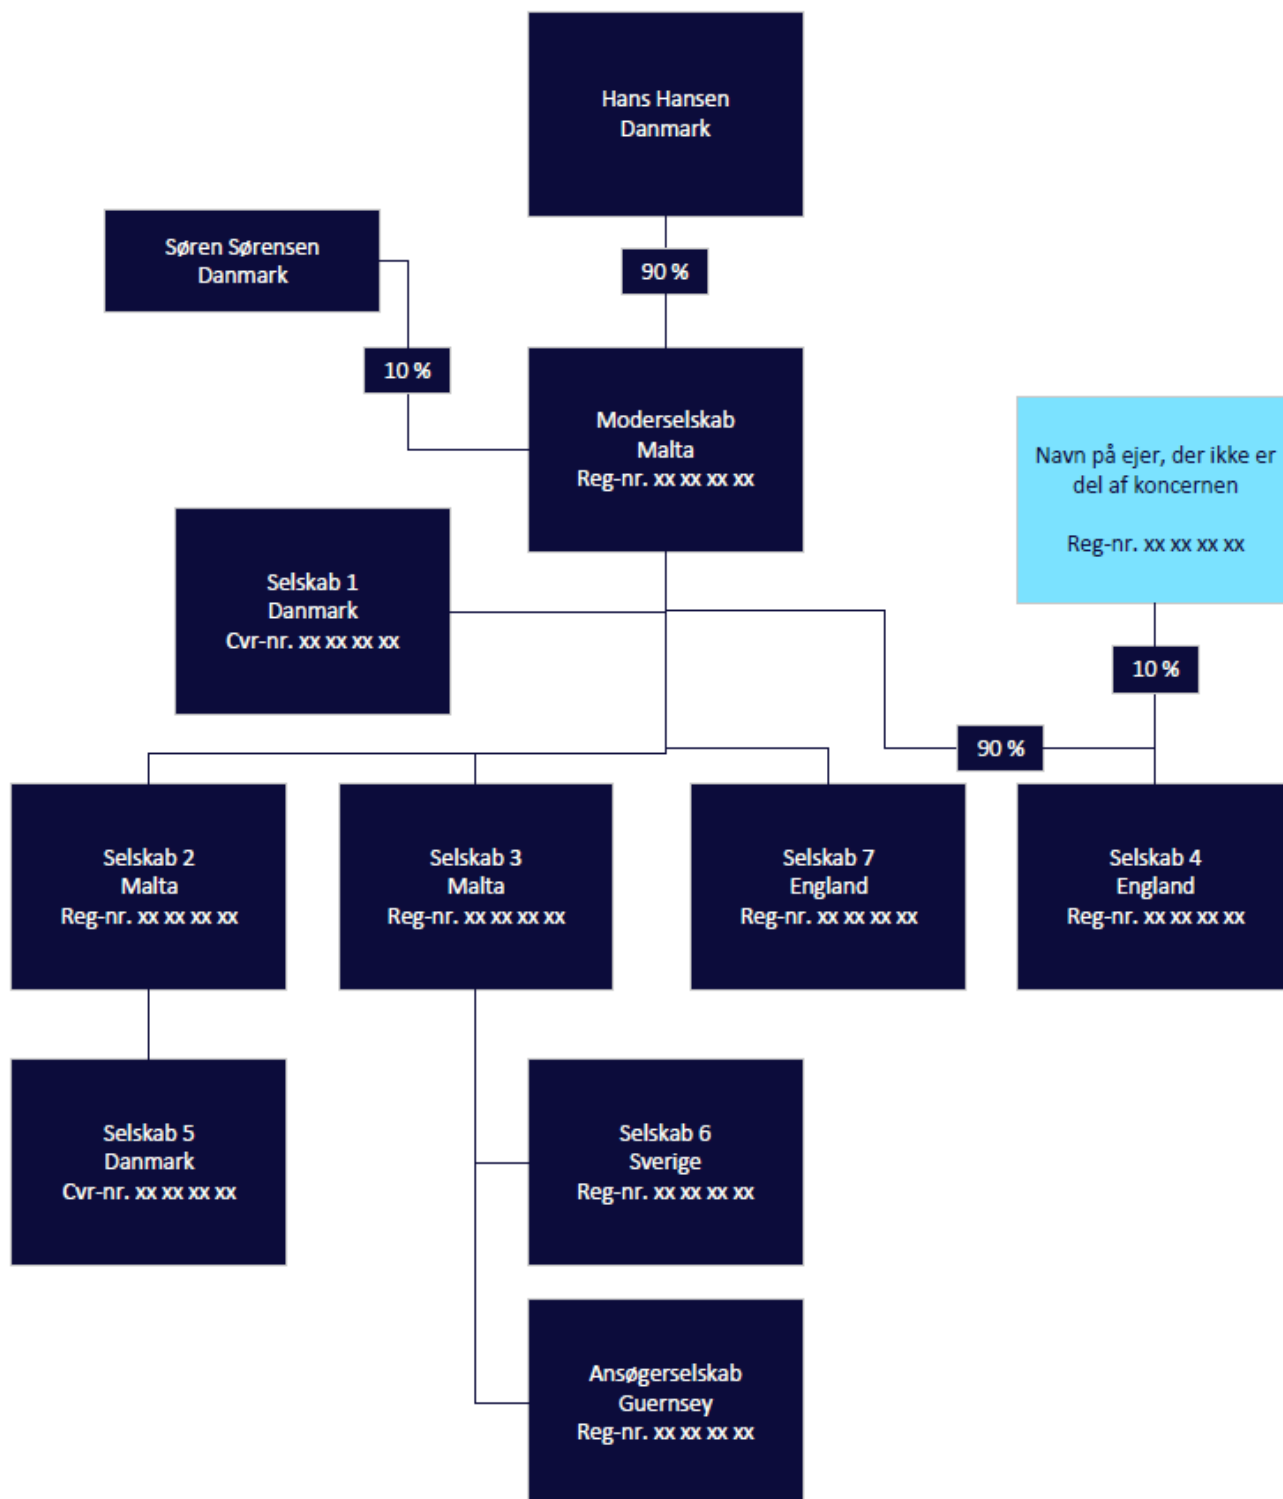 Hans Hansen
Danmark
90 %
Søren Sørensen
Danmark
10 %
Moderselskab
Malta
Reg-nr. xx xx xx xx
Navn på ejer, der ikke er
del af koncernen
Reg-nr. xx xx xx xx
10 %
Selskab 1
Danmark
Cvr-nr. xx xx xx xx
90 %
Selskab 2
Malta
Reg-nr. xx xx xx xx
Selskab 3
Malta
Reg-nr. xx xx xx xx
Selskab 7
England
Reg-nr. xx xx xx xx
Selskab 4
England
Reg-nr. xx xx xx xx
Selskab 5
Danmark
Cvr-nr. xx xx xx xx
Selskab 6
Sverige
Reg-nr. xx xx xx xx
Ansøgerselskab
Guernsey
Reg-nr. xx xx xx xx